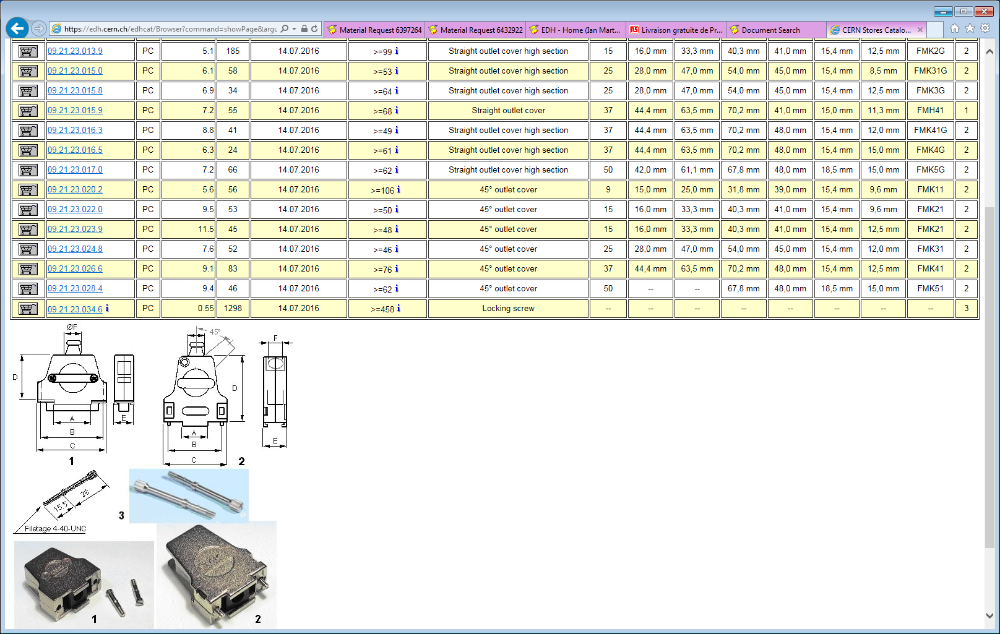 https://edh.cern.ch/edhcat/Browser?command=showPage&argu
Material Request 6397264
Material Request 6432922
EDH - Home (Ian Mart...
RS Livraison gratuite de Pr...
Document Search
CERN Stores Catalo...
09.21.23.013.9 PC 5.1 185 14.07.2016 >=99 i Straight outlet cover high section 15 16,0 mm 33,3 mm 40,3 mm 41,0 mm 15,4 mm 12,5 mm FMK2G 2
09.21.23.015.0 PC 6.1 58 14.07.2016 >=53 i Straight outlet cover high section 25 28,0 mm 47,0 mm 54,0 mm 45,0 mm 15,4 mm 8,5 mm FMK31G 2
09.21.23.015.8 PC 6.9 34 14.07.2016 >=64 i Straight outlet cover high section 25 28,0 mm 47,0 mm 54,0 mm 45,0 mm 15,4 mm 12,5 mm FMK3G 2
09.21.23.015.9 PC 7.2 55 14.07.2016 >=68 i Straight outlet cover 37 44,4 mm 63,5 mm 70,2 mm 41,0 mm 15,0 mm 11,3 mm FMH41 1
09.21.23.016.3 PC 8.8 41 14.07.2016 >=49 i Straight outlet cover high section 37 44,4 mm 63,5 mm 70,2 mm 48,0 mm 15,4 mm 12,0 mm FMK41G 2
09.21.23.016.5 PC 6.3 24 14.07.2016 >=61 i Straight outlet cover high section 37 44,4 mm 63,5 mm 70,2 mm 48,0 mm 15,4 mm 15,0 mm FMK4G 2
09.21.23.017.0 PC 7.2 66 14.07.2016 >=62 i Straight outlet cover high section 50 42,0 mm 61,1 mm 67,8 mm 48,0 mm 18,5 mm 15,0 mm FMK5G 2
09.21.23.020.2 PC 5.6 56 14.07.2016 >=106 i 45° outlet cover 9 15,0 mm 25,0 mm 31,8 mm 39,0 mm 15,4 mm 9,6 mm FMK11 2
09.21.23.022.0 PC 9.5 53 14.07.2016 >=50 i 45° outlet cover 15 16,0 mm 33,3 mm 40,3 mm 41,0 mm 15,4 mm 9,6 mm FMK21 2
09.21.23.023.9 PC 11.5 45 14.07.2016 >=48 i 45° outlet cover 15 16,0 mm 33,3 mm 40,3 mm 41,0 mm 15,4 mm 12,5 mm FMK21 2
09.21.23.024.8 PC 7.6 52 14.07.2016 >=46 i 45° outlet cover 25 28,0 mm 47,0 mm 54,0 mm 45,0 mm 15,4 mm 12,0 mm FMK31 2
09.21.23.026.6 PC 9.1 83 14.07.2016 >=76 i 45° outlet cover 37 44,4 mm 63,5 mm 70,2 mm 48,0 mm 15,4 mm 12,5 mm FMK41 2
09.21.23.028.4 PC 9.4 46 14.07.2016 >=62 i 45° outlet cover 50 -- -- 67,8 mm 48,0 mm 18,5 mm 15,0 mm FMK51 2
09.21.23.034.6 i PC 0.55 1298 14.07.2016 >=458 i Locking screw -- -- -- -- -- -- -- -- 3
ØF
D
A
B
C
E
1
45°
D
A
B
C
2
F
E
15.5
28
Filetage 4-40-UNC
3
1
2